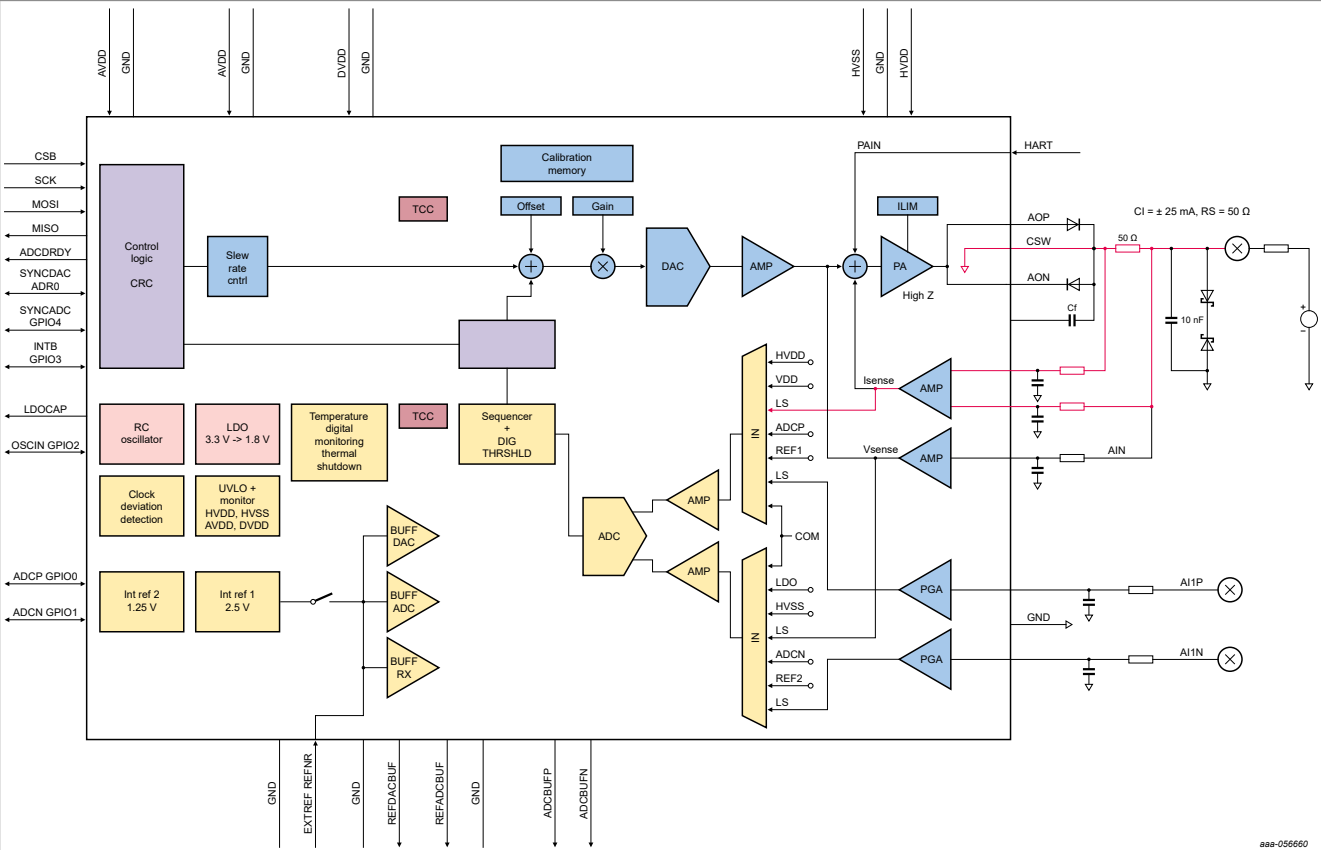 AVDD
GND
AVDD
GND
DVDD
GND
HVSS
GND
HVDD
CSB
SCK
MOSI
MISO
ADCDRDY
SYNCDAC
ADR0
SYNCADC
GPIO4
INTB
GPIO3
LDOCAP
OSCIN GPIO2
ADCP GPIO0
ADCN GPIO1
Control
logic
CRC
Slew
rate
cntrl
TCC
Calibration
memory
Offset
Gain
+
×
DAC
AMP
+
PAIN
ILIM
PA
High Z
HART
AOP
CSW
AON
Cf
CI = ± 25 mA, RS = 50 Ω
50 Ω
10 nF
+
–
RC
oscillator
LDO
3.3 V -> 1.8 V
Temperature
digital
monitoring
thermal
shutdown
TCC
Sequencer
+
DIG
THRSHLD
Clock
deviation
detection
UVLO +
monitor
HVDD, HVSS
AVDD, DVDD
Int ref 2
1.25 V
Int ref 1
2.5 V
BUFF
DAC
BUFF
ADC
BUFF
RX
ADC
AMP
AMP
IN
HVDD
VDD
LS
ADCP
REF1
LS
COM
IN
LDO
HVSS
LS
ADCN
REF2
LS
Isense
AMP
Vsense
AMP
AIN
PGA
AI1P
GND
PGA
AI1N
GND
EXTREF REFNR
GND
REFDACBUF
REFADCBUF
GND
ADCBUFP
ADCBUFN
aaa-056660